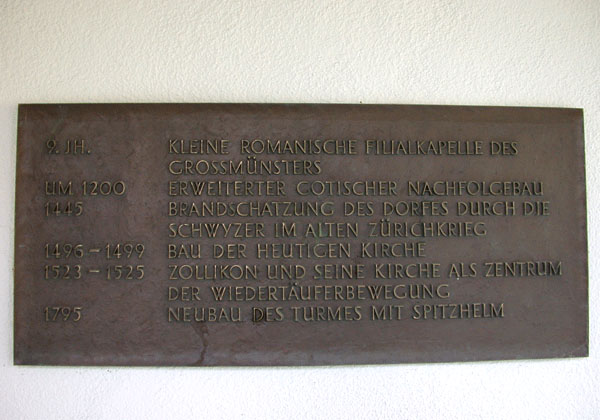 9. JH. KLEINE ROMANISCHE FILIALKAPELLE DES
GROSSMÜNSTERS
UM 1200 ERWEITERTER GOTISCHER NACHFOLGEBAU
1445 BRANDSCHATZUNG DES DORFES DURCH DIE
SCHWYZER IM ALTEN ZÜRICHKRIEG
1496 – 1499 BAU DER HEUTIGEN KIRCHE
1523 – 1525 ZOLLIKON UND SEINE KIRCHE ALS ZENTRUM
DER WIEDERTÄUFERBEWEGUNG
1795 NEUBAU DES TURMES MIT SPITZHELM